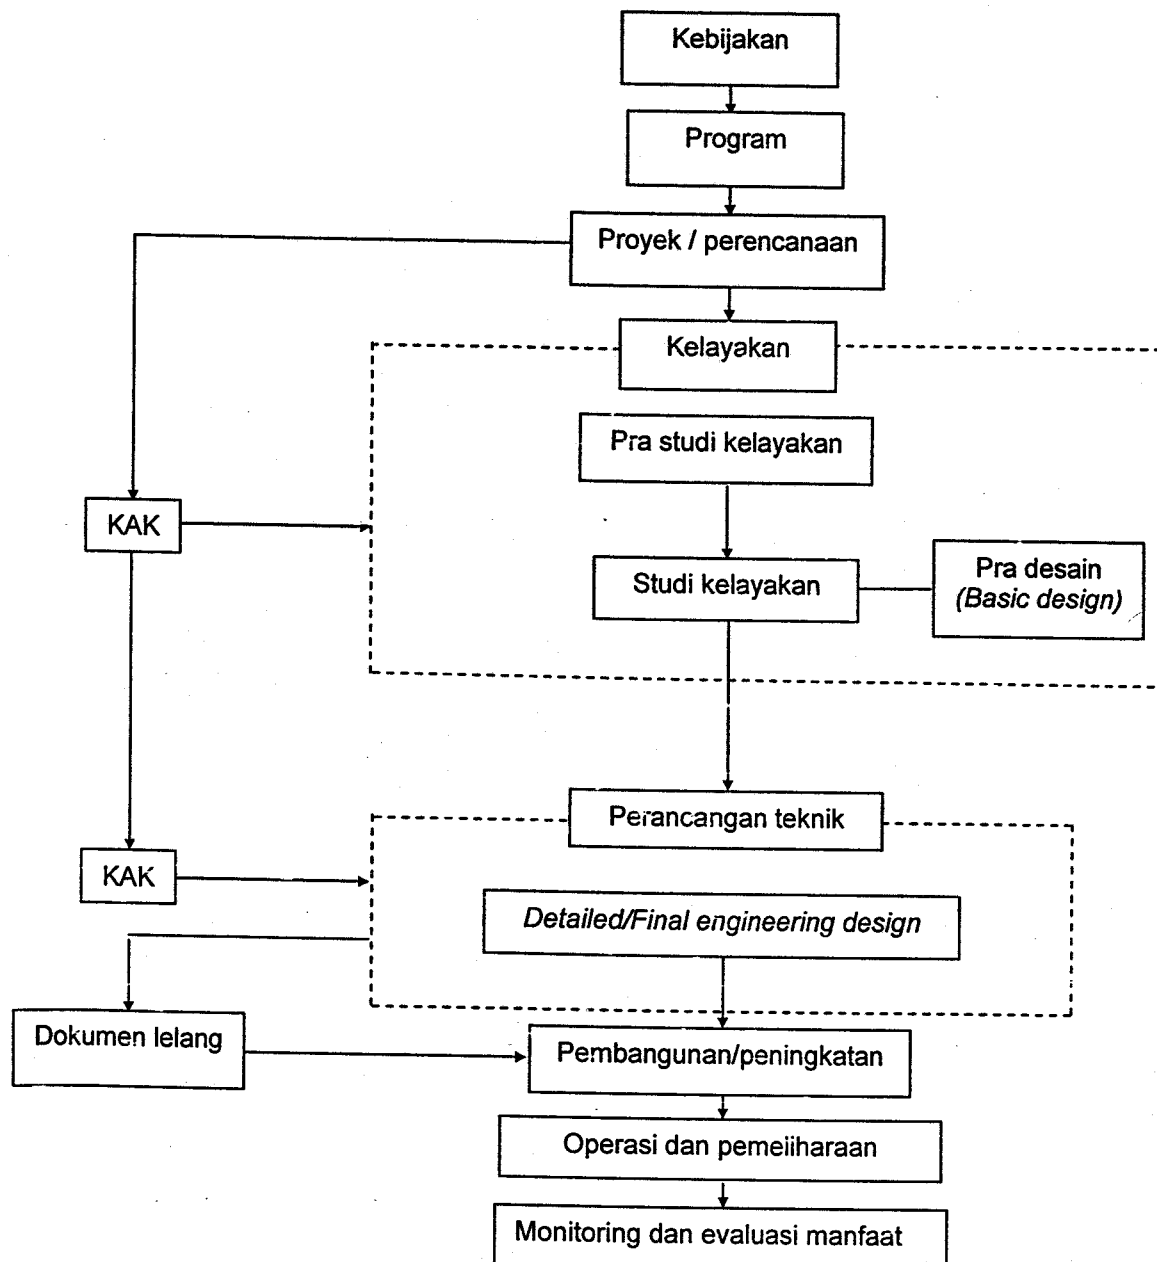 Kebijakan
Program
Proyek / perencanaan
Kelayakan
Pra studi kelayakan
KAK
Studi kelayakan
Pra desain
(Basic design)
Perancangan teknik
KAK
Detailed/Final engineering design
Dokumen lelang
Pembangunan/peningkatan
Operasi dan pemeliharaan
Monitoring dan evaluasi manfaat